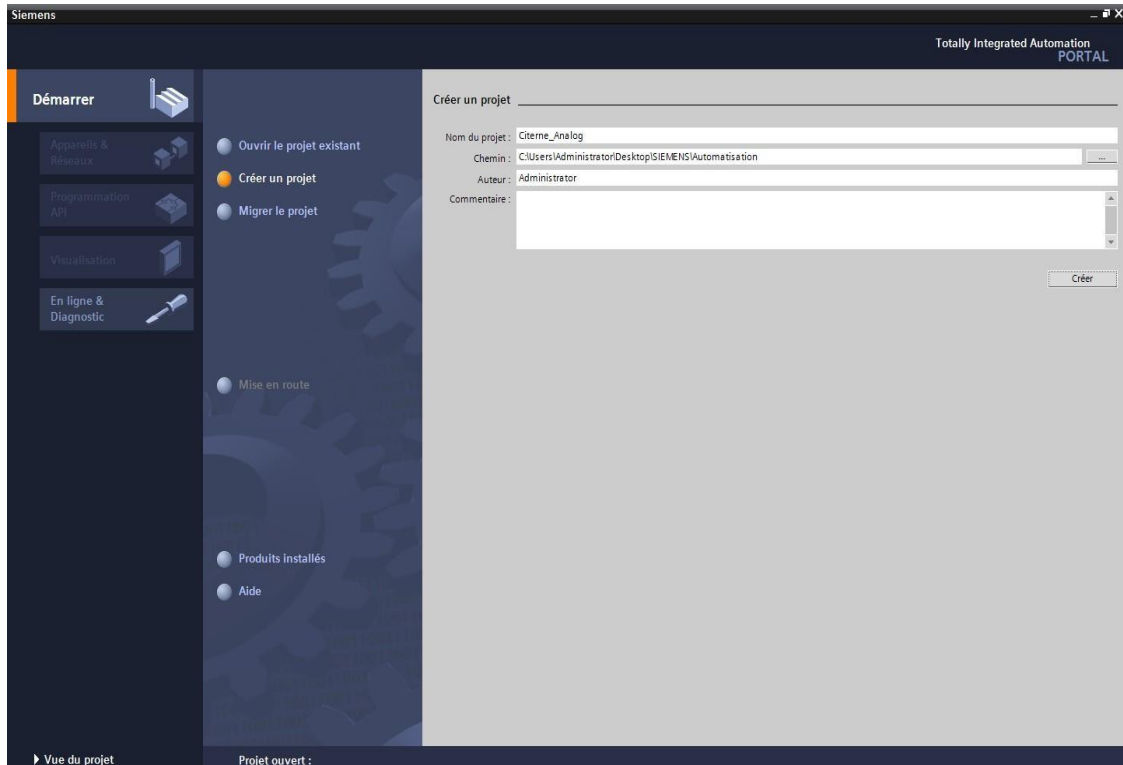 Siemens
Totally Integrated Automation
PORTAL
Démarrer
Appareils &
Réseaux
Programmation
API
Visualisation
En ligne &
Diagnostic
Ouvrir le projet existant
Créer un projet
Migrer le projet
Mise en route
Produits installés
Aide
Créer un projet
Nom du projet : Citerne_Analog
Chemin : C:\Users\Administrator\Desktop\SIEMENS\Automatisation
...
Auteur : Administrator
Commentaire :
Créer
Vue du projet
Projet ouvert :